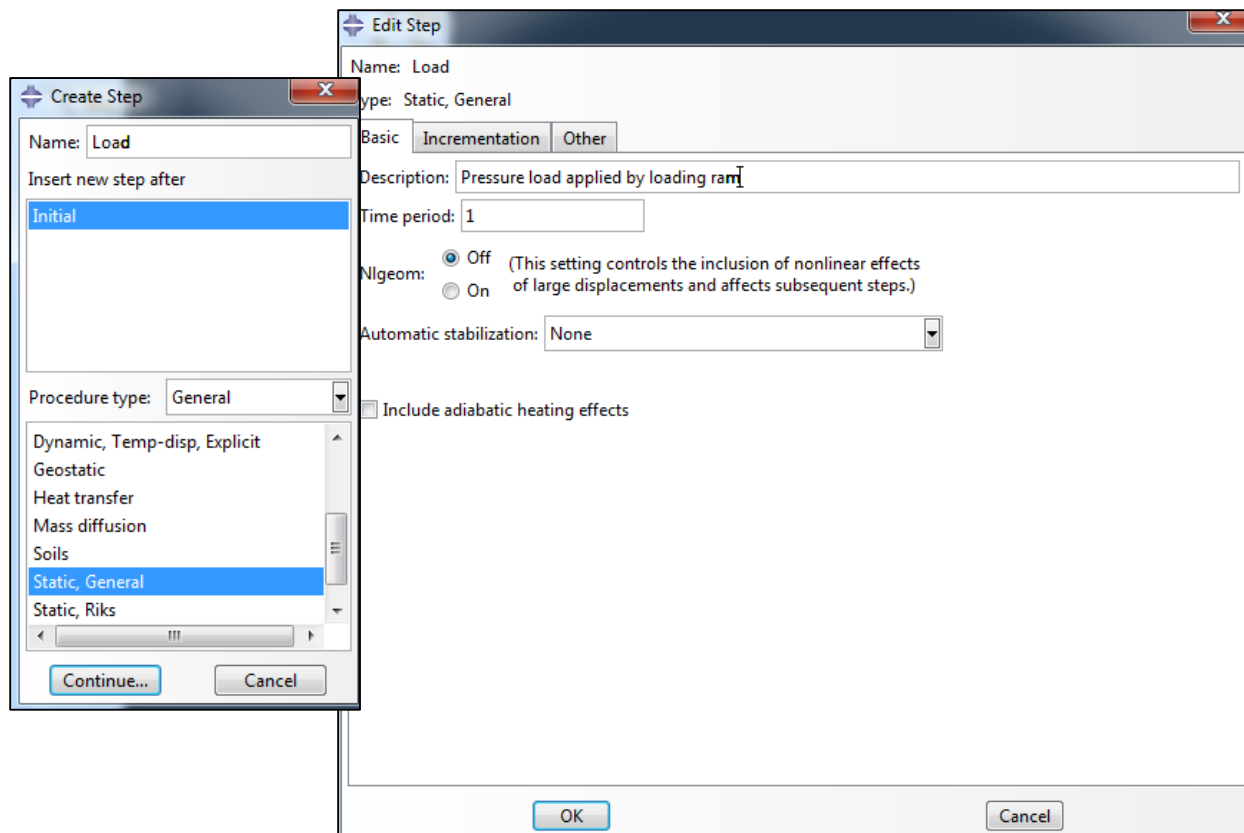 Create Step
Name: Load
Insert new step after
Initial
Procedure type: General
Dynamic, Temp-disp, Explicit
Geostatic
Heat transfer
Mass diffusion
Soils
Static, General
Static, Riks
Continue... Cancel
Edit Step
Name: Load
ype: Static, General
Basic Incrementation Other
Description: Pressure load applied by loading ram
Time period: 1
Nlgeom: Off (This setting controls the inclusion of nonlinear effects
On of large displacements and affects subsequent steps.)
Automatic stabilization: None
Include adiabatic heating effects
OK Cancel